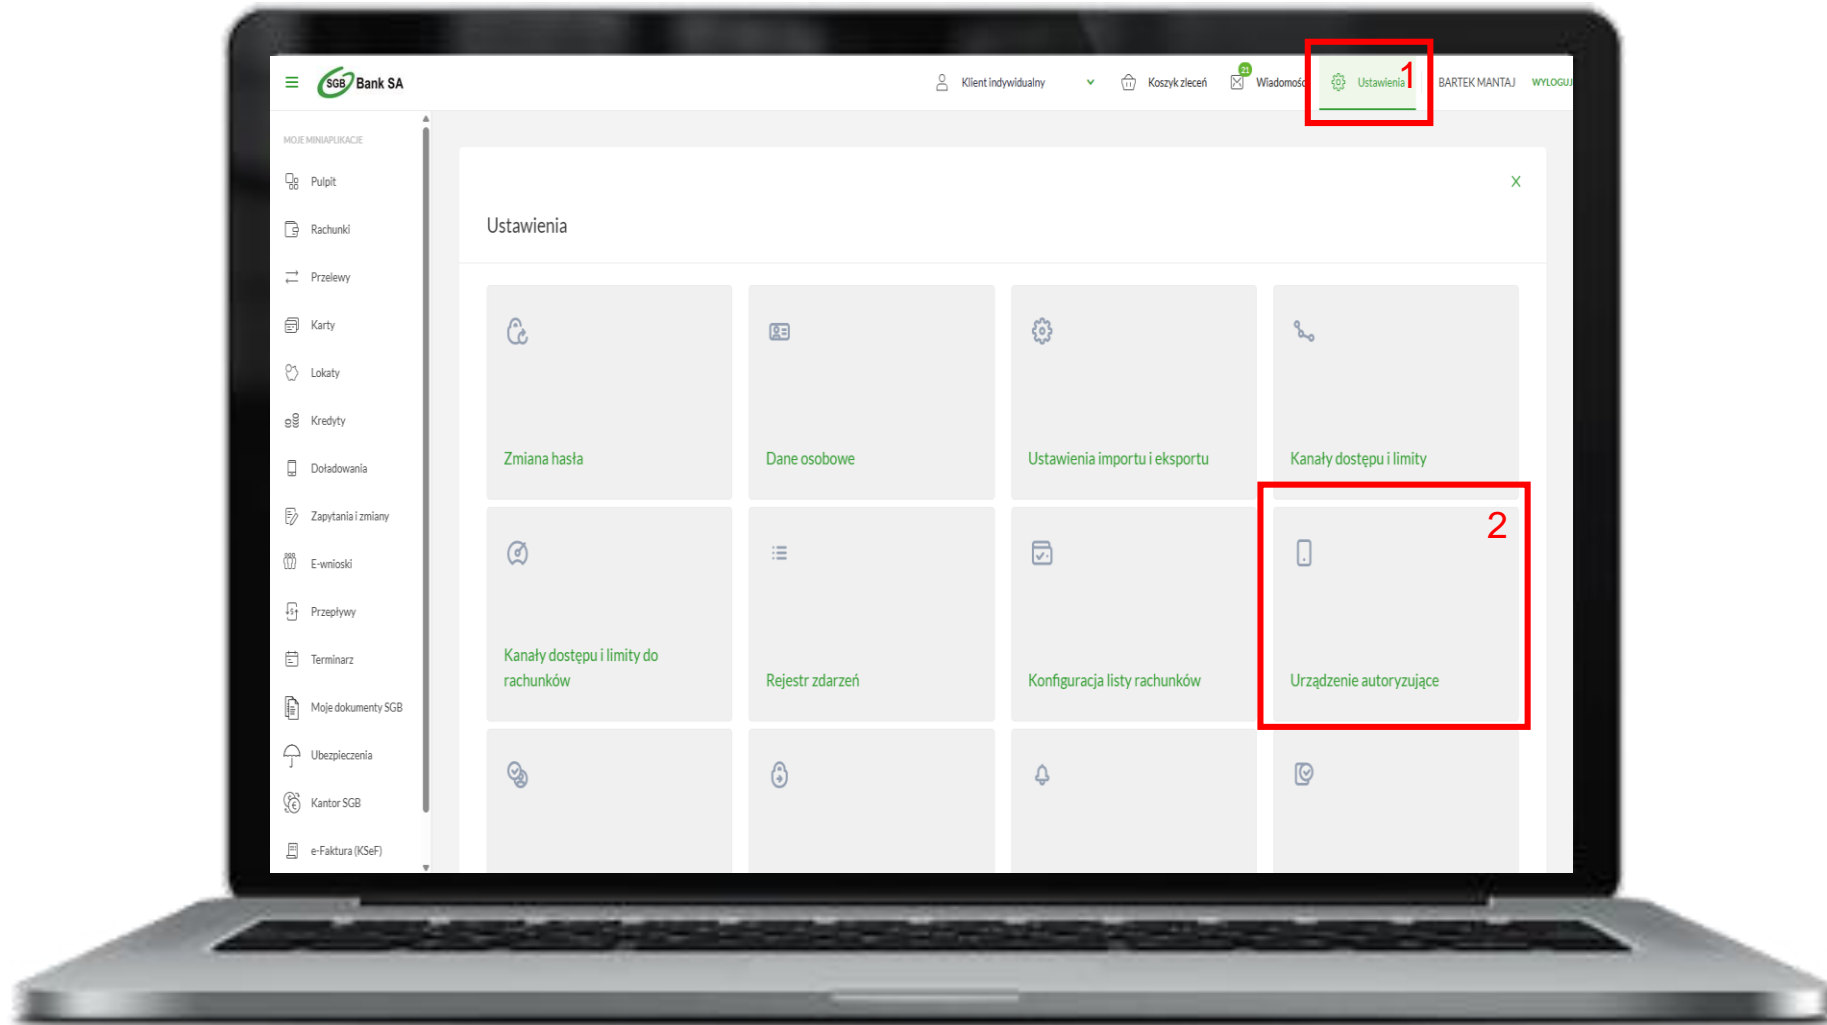 SGB Bank SA
Klient indywidualny
Koszyk zleceń
21
Wiadomośc
Ustawienia
1
BARTEK MANTAJ
WYLOGUJ
MOJE MINIAPLIKACJE
Pulpit
Rachunki
Przelewy
Karty
Lokaty
Kredyty
Doładowania
Zapytania i zmiany
E-wnioski
Przepływy
Terminarz
Moje dokumenty SGB
Ubezpieczenia
Kantor SGB
e-Faktura (KSeF)
X
Ustawienia
Zmiana hasła
Dane osobowe
Ustawienia importu i eksportu
Kanały dostępu i limity
2
Kanały dostępu i limity do
rachunków
Rejestr zdarzeń
Konfiguracja listy rachunków
Urządzenie autoryzujące